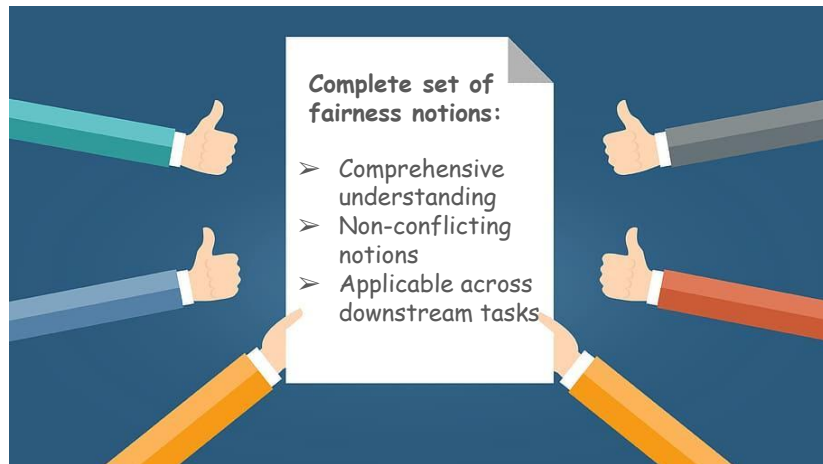 Complete set of
fairness notions:
➢ Comprehensive
understanding
➢ Non-conflicting
notions
➢ Applicable across
downstream tasks